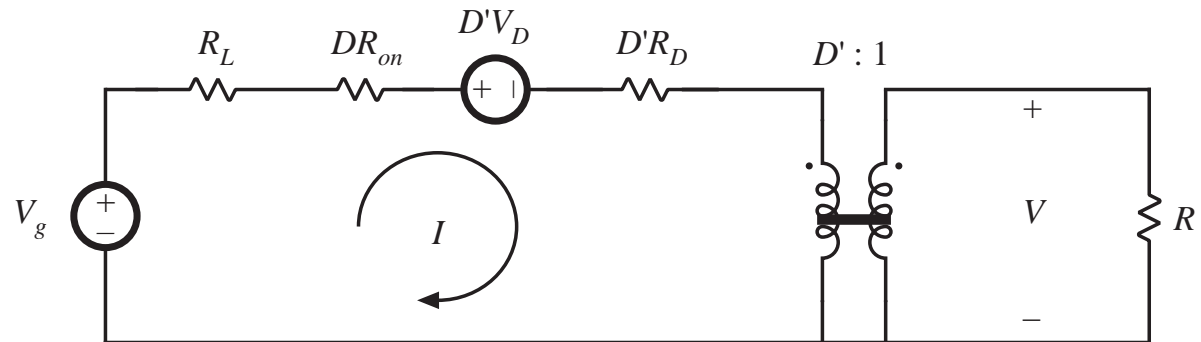 D'V_D
R_L
DR_on
D'R_D
D' : 1
+ –
+
V_g
+
–
I
V
R
–